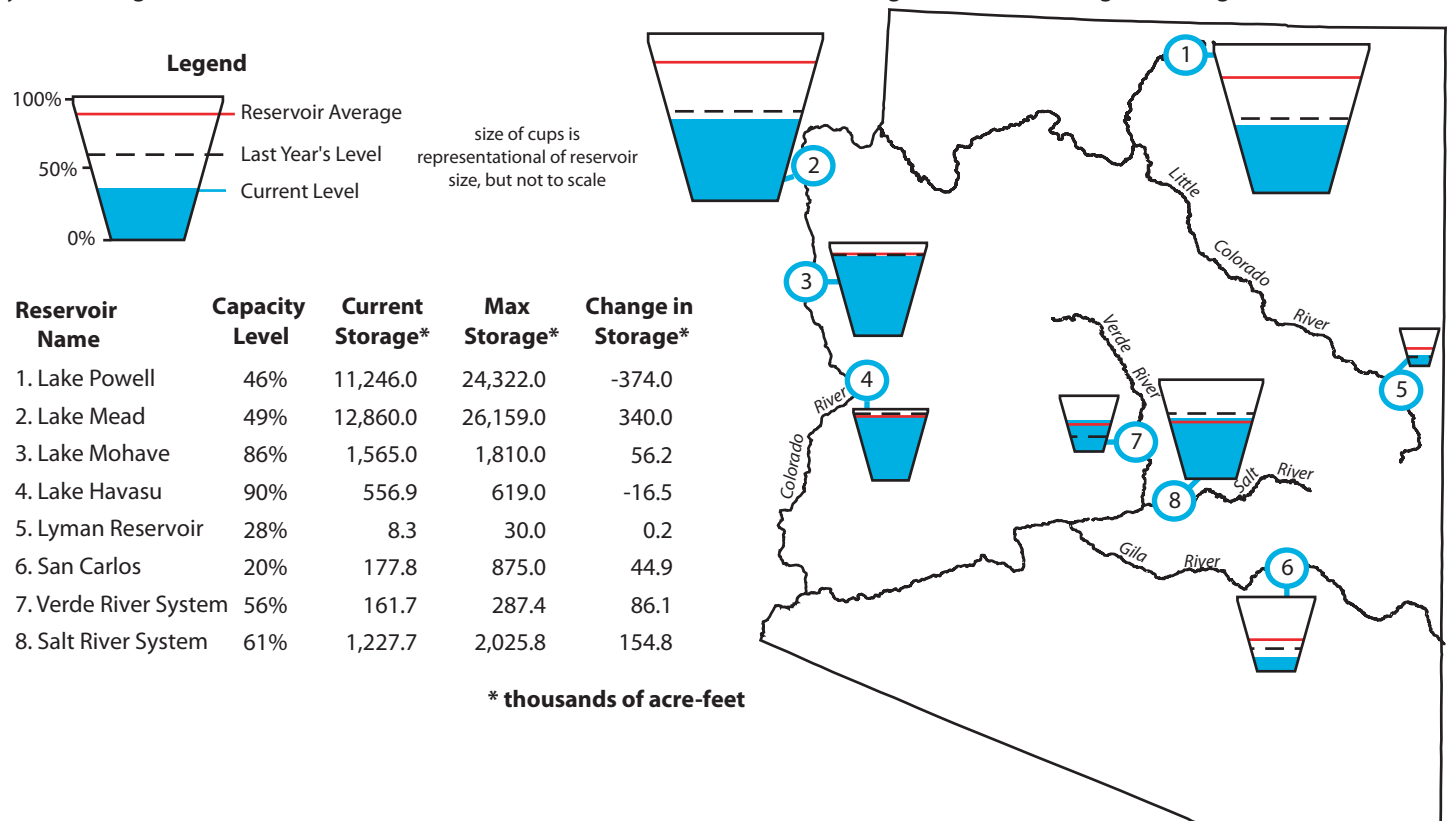 Legend
100%
50%
0%
Reservoir Average
Last Year's Level
Current Level
size of cups is
representational of reservoir
size, but not to scale
Reservoir Name Capacity Level Current Storage* Max Storage* Change in Storage*
1. Lake Powell 46% 11,246.0 24,322.0 -374.0
2. Lake Mead 49% 12,860.0 26,159.0 340.0
3. Lake Mohave 86% 1,565.0 1,810.0 56.2
4. Lake Havasu 90% 556.9 619.0 -16.5
5. Lyman Reservoir 28% 8.3 30.0 0.2
6. San Carlos 20% 177.8 875.0 44.9
7. Verde River System 56% 161.7 287.4 86.1
8. Salt River System 61% 1,227.7 2,025.8 154.8
* thousands of acre-feet
1
2
3
4
5
6
7
8
Little Colorado River
Verde River
Colorado River
Salt River
Gila River